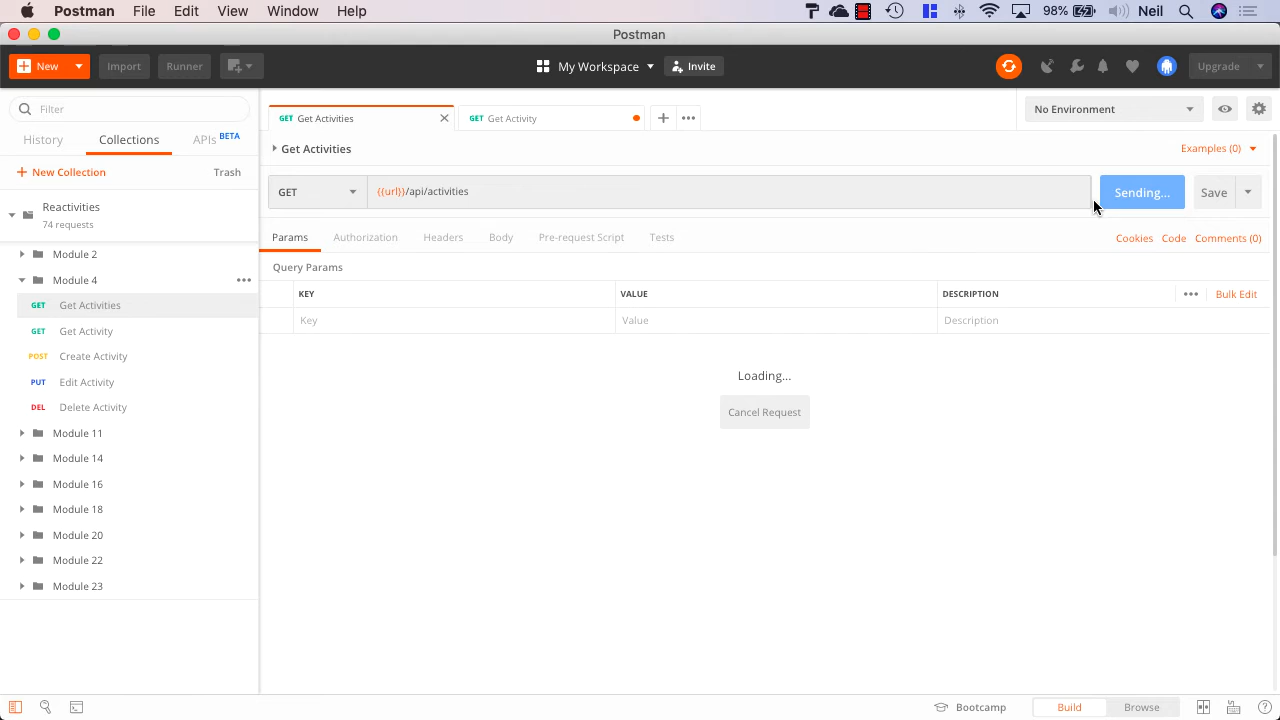 Postman File Edit View Window Help 98% Neil
Postman
New Import Runner My Workspace Invite Upgrade
Filter
History Collections APIs BETA
New Collection Trash
Reactivities
74 requests
Module 2
Module 4
GET Get Activities
GET Get Activity
POST Create Activity
PUT Edit Activity
DEL Delete Activity
Module 11
Module 14
Module 16
Module 18
Module 20
Module 22
Module 23
GET Get Activities GET Get Activity No Environment
Get Activities Examples (0)
GET {{url}}/api/activities Sending... Save
Params Authorization Headers Body Pre-request Script Tests Cookies Code Comments (0)
Query Params
KEY VALUE DESCRIPTION Bulk Edit
Key Value Description
Loading...
Cancel Request
Bootcamp Build Browse